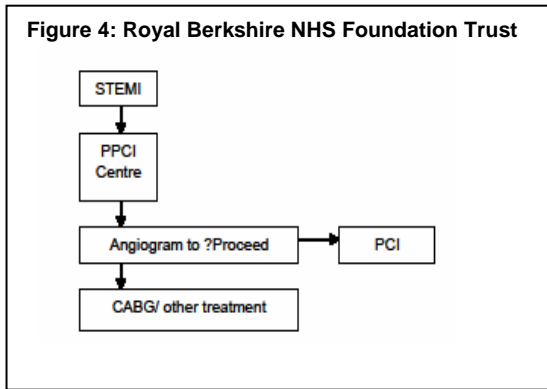 Figure 4: Royal Berkshire NHS Foundation Trust
STEMI
PPCI
Centre
Angiogram to ?Proceed
PCI
CABG/ other treatment